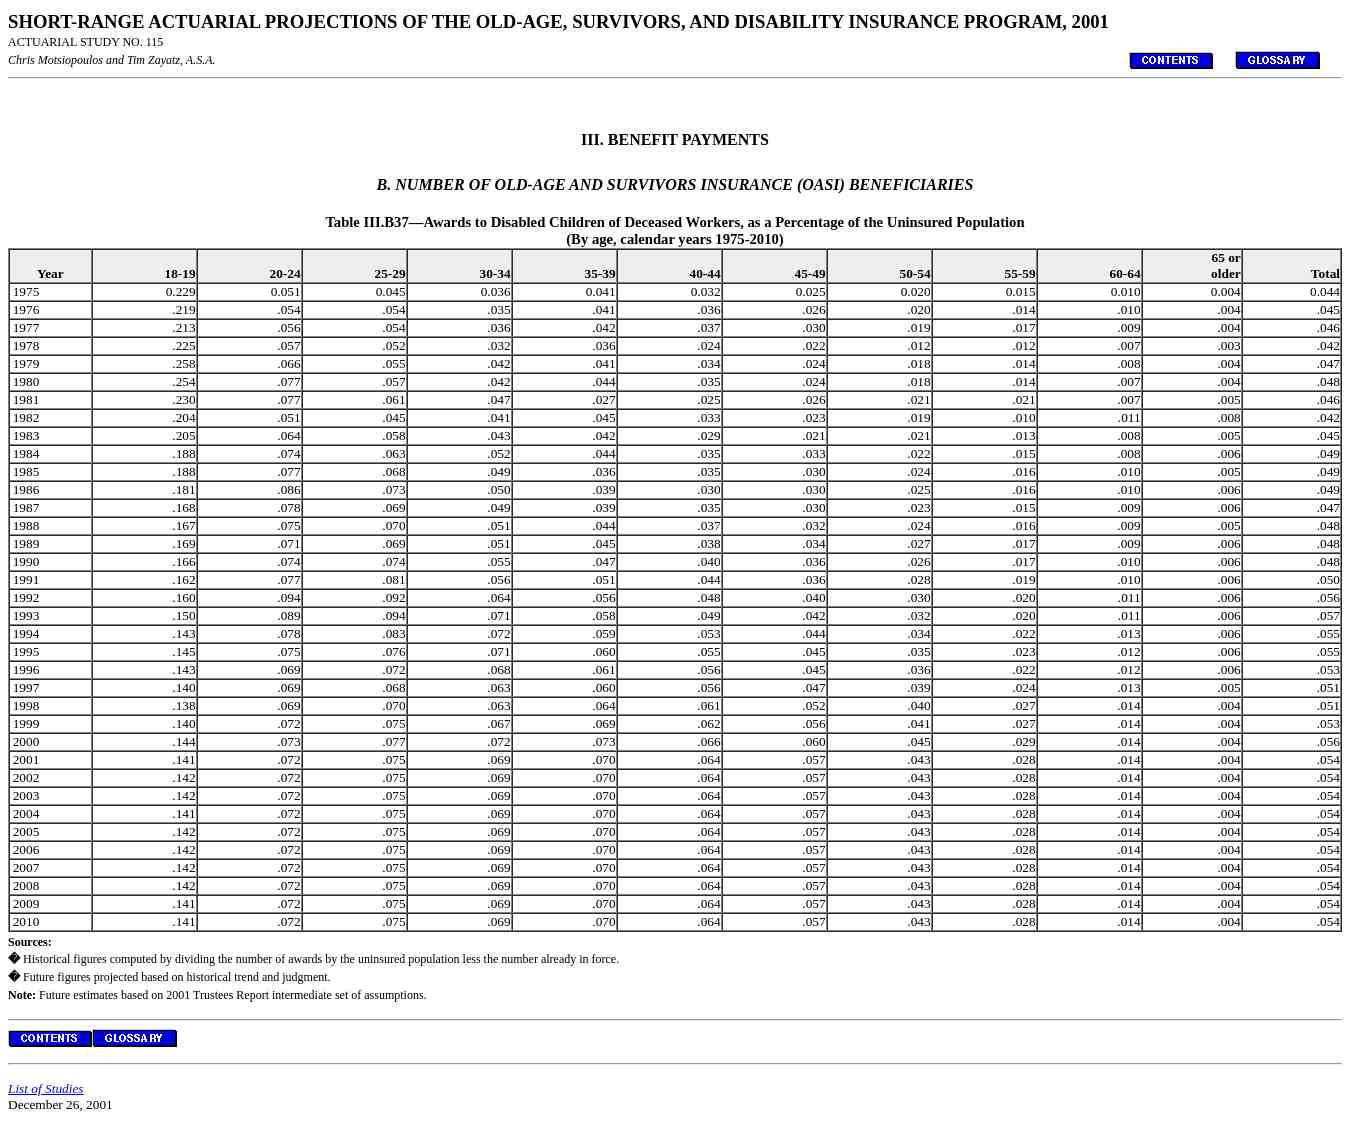 SHORT-RANGE ACTUARIAL PROJECTIONS OF THE OLD-AGE, SURVIVORS, AND DISABILITY INSURANCE PROGRAM, 2001
ACTUARIAL STUDY NO. 115
Chris Motsiopoulos and Tim Zayatz, A.S.A. CONTENTS GLOSSARY
III. BENEFIT PAYMENTS
B. NUMBER OF OLD-AGE AND SURVIVORS INSURANCE (OASI) BENEFICIARIES
Table III.B37—Awards to Disabled Children of Deceased Workers, as a Percentage of the Uninsured Population
(By age, calendar years 1975-2010)
Year 18-19 20-24 25-29 30-34 35-39 40-44 45-49 50-54 55-59 60-64 65 or older Total
1975 0.229 0.051 0.045 0.036 0.041 0.032 0.025 0.020 0.015 0.010 0.004 0.044
1976 .219 .054 .054 .035 .041 .036 .026 .020 .014 .010 .004 .045
1977 .213 .056 .054 .036 .042 .037 .030 .019 .017 .009 .004 .046
1978 .225 .057 .052 .032 .036 .024 .022 .012 .012 .007 .003 .042
1979 .258 .066 .055 .042 .041 .034 .024 .018 .014 .008 .004 .047
1980 .254 .077 .057 .042 .044 .035 .024 .018 .014 .007 .004 .048
1981 .230 .077 .061 .047 .027 .025 .026 .021 .021 .007 .005 .046
1982 .204 .051 .045 .041 .045 .033 .023 .019 .010 .011 .008 .042
1983 .205 .064 .058 .043 .042 .029 .021 .021 .013 .008 .005 .045
1984 .188 .074 .063 .052 .044 .035 .033 .022 .015 .008 .006 .049
1985 .188 .077 .068 .049 .036 .035 .030 .024 .016 .010 .005 .049
1986 .181 .086 .073 .050 .039 .030 .030 .025 .016 .010 .006 .049
1987 .168 .078 .069 .049 .039 .035 .030 .023 .015 .009 .006 .047
1988 .167 .075 .070 .051 .044 .037 .032 .024 .016 .009 .005 .048
1989 .169 .071 .069 .051 .045 .038 .034 .027 .017 .009 .006 .048
1990 .166 .074 .074 .055 .047 .040 .036 .026 .017 .010 .006 .048
1991 .162 .077 .081 .056 .051 .044 .036 .028 .019 .010 .006 .050
1992 .160 .094 .092 .064 .056 .048 .040 .030 .020 .011 .006 .056
1993 .150 .089 .094 .071 .058 .049 .042 .032 .020 .011 .006 .057
1994 .143 .078 .083 .072 .059 .053 .044 .034 .022 .013 .006 .055
1995 .145 .075 .076 .071 .060 .055 .045 .035 .023 .012 .006 .055
1996 .143 .069 .072 .068 .061 .056 .045 .036 .022 .012 .006 .053
1997 .140 .069 .068 .063 .060 .056 .047 .039 .024 .013 .005 .051
1998 .138 .069 .070 .063 .064 .061 .052 .040 .027 .014 .004 .051
1999 .140 .072 .075 .067 .069 .062 .056 .041 .027 .014 .004 .053
2000 .144 .073 .077 .072 .073 .066 .060 .045 .029 .014 .004 .056
2001 .141 .072 .075 .069 .070 .064 .057 .043 .028 .014 .004 .054
2002 .142 .072 .075 .069 .070 .064 .057 .043 .028 .014 .004 .054
2003 .142 .072 .075 .069 .070 .064 .057 .043 .028 .014 .004 .054
2004 .141 .072 .075 .069 .070 .064 .057 .043 .028 .014 .004 .054
2005 .142 .072 .075 .069 .070 .064 .057 .043 .028 .014 .004 .054
2006 .142 .072 .075 .069 .070 .064 .057 .043 .028 .014 .004 .054
2007 .142 .072 .075 .069 .070 .064 .057 .043 .028 .014 .004 .054
2008 .142 .072 .075 .069 .070 .064 .057 .043 .028 .014 .004 .054
2009 .141 .072 .075 .069 .070 .064 .057 .043 .028 .014 .004 .054
2010 .141 .072 .075 .069 .070 .064 .057 .043 .028 .014 .004 .054
Sources:
� Historical figures computed by dividing the number of awards by the uninsured population less the number already in force.
� Future figures projected based on historical trend and judgment.
Note: Future estimates based on 2001 Trustees Report intermediate set of assumptions.
CONTENTS GLOSSARY
List of Studies
December 26, 2001